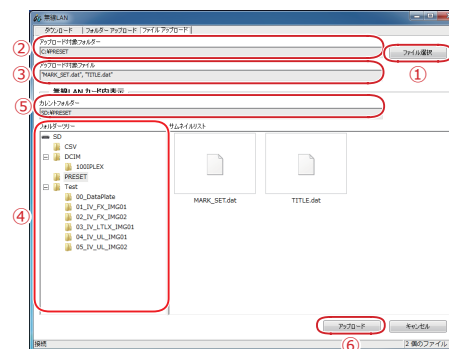 無線LAN
ダウンロード フォルダー アップロード ファイル アップロード
② アップロード対象フォルダー
C:¥PRESET
ファイル選択
①
③ アップロード対象ファイル
"MARK_SET.dat", "TITLE.dat"
無線LAN カード内表示
⑤ カレントフォルダー
SD:¥PRESET
フォルダーツリー サムネイルリスト
SD
CSV
DCIM
100IPLEX
PRESET
Test
00_DataPlate
01_IV_FX_IMG01
02_IV_FX_IMG02
03_IV_LTLX_IMG01
04_IV_UL_IMG01
05_IV_UL_IMG02
④
MARK_SET.dat TITLE.dat
アップロード キャンセル
⑥
接続 2 個のファイル